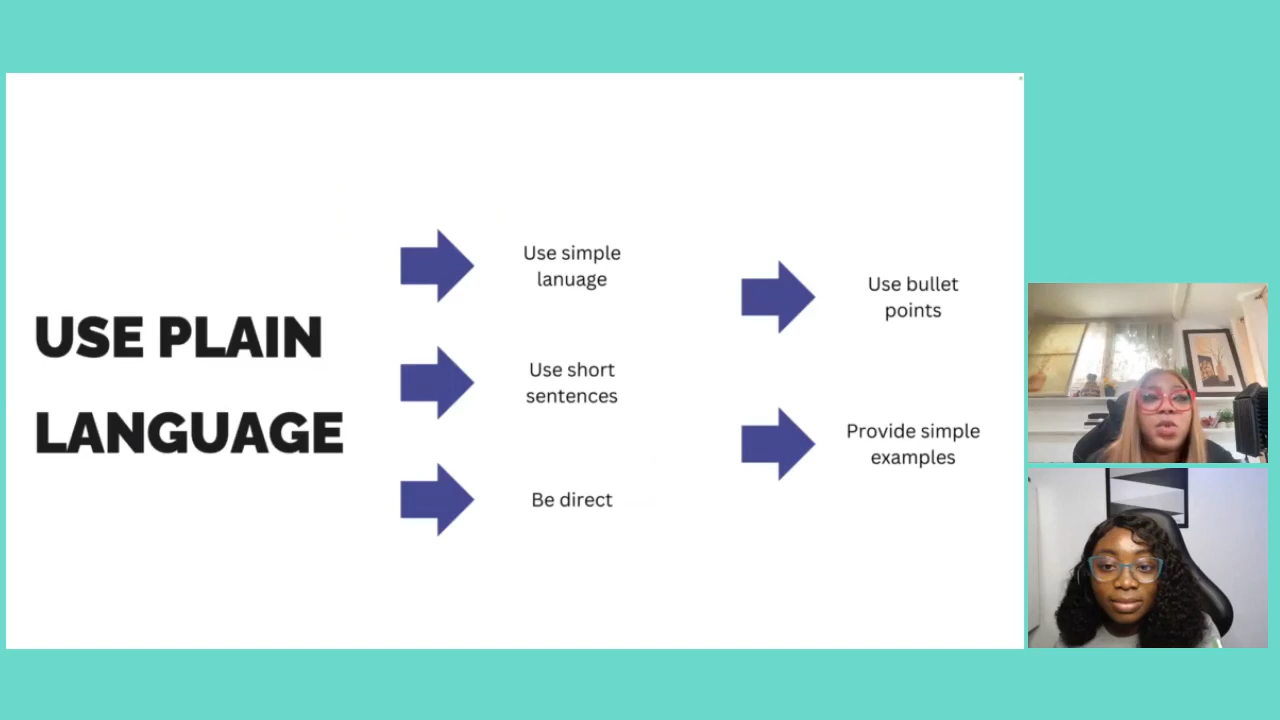 USE PLAIN
LANGUAGE
Use simple
lanuage
Use short
sentences
Be direct
Use bullet
points
Provide simple
examples